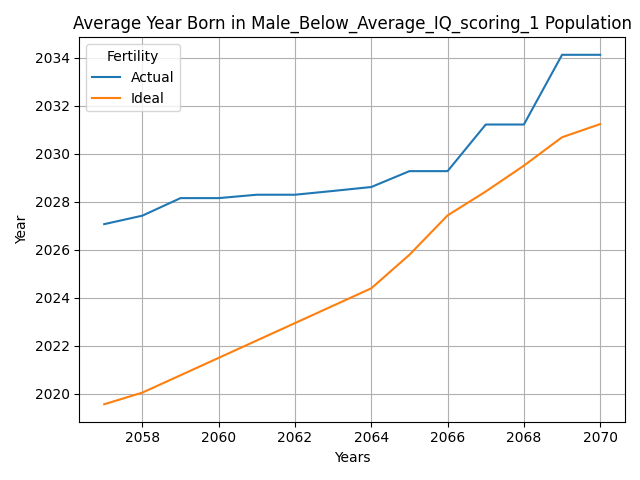 Average Year Born in Male_Below_Average_IQ_scoring_1 Population
Fertility
Actual
Ideal
2034
2032
2030
2028
2026
2024
2022
2020
Year
2058 2060 2062 2064 2066 2068 2070
Years